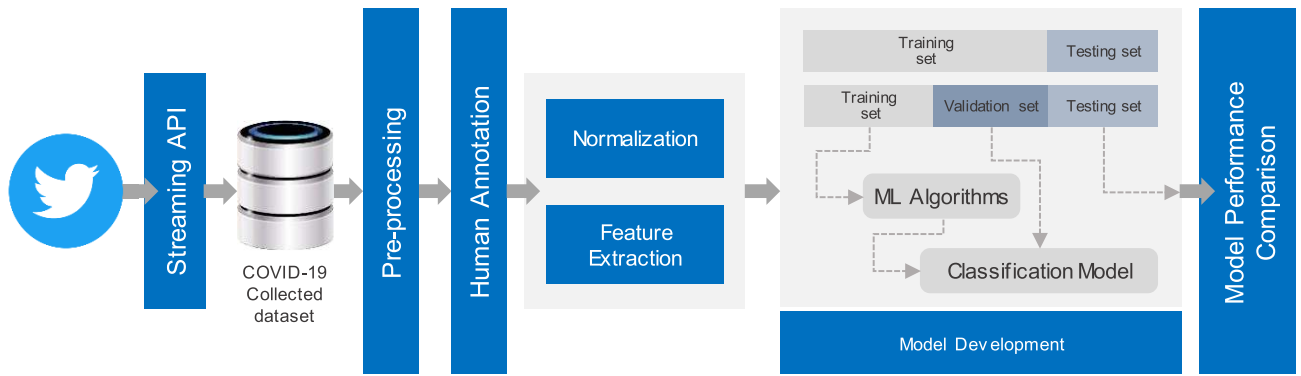 Streaming API
COVID-19
Collected
dataset
Pre-processing
Human Annotation
Normalization
Feature
Extraction
Training
set
Testing set
Training
set
Validation set
Testing set
ML Algorithms
Classification Model
Model Development
Model Performance
Comparison